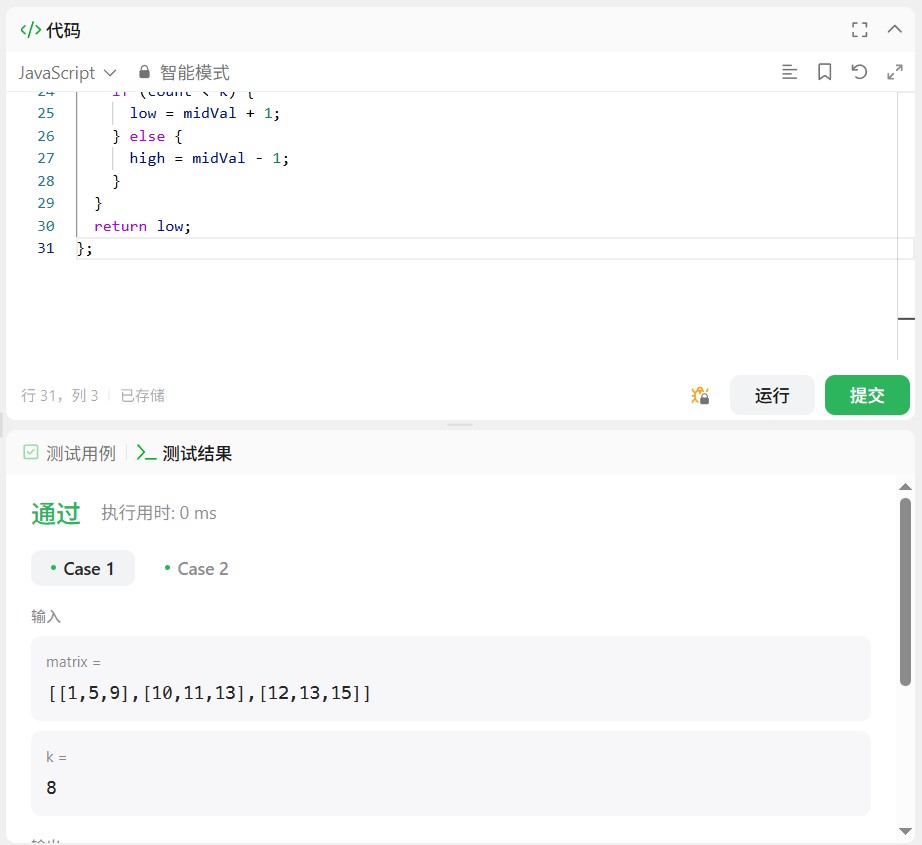 </> 代码
JavaScript 智能模式
24 if (count < k) {
25 low = midVal + 1;
26 } else {
27 high = midVal - 1;
28 }
29 }
30 return low;
31 };
行 31，列 3 已存储
运行 提交
测试用例 测试结果
通过 执行用时: 0 ms
Case 1 Case 2
输入
matrix =
[[1,5,9],[10,11,13],[12,13,15]]
k =
8